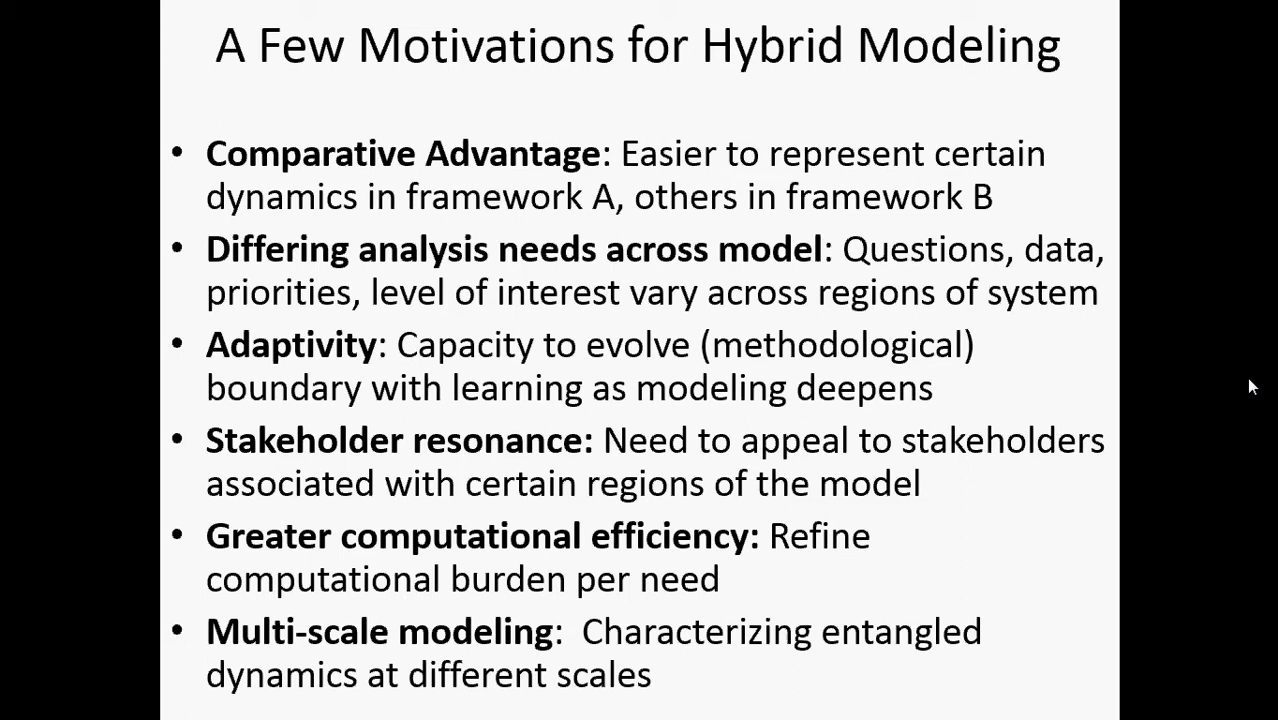 A Few Motivations for Hybrid Modeling
• Comparative Advantage: Easier to represent certain
dynamics in framework A, others in framework B
• Differing analysis needs across model: Questions, data,
priorities, level of interest vary across regions of system
• Adaptivity: Capacity to evolve (methodological)
boundary with learning as modeling deepens
• Stakeholder resonance: Need to appeal to stakeholders
associated with certain regions of the model
• Greater computational efficiency: Refine
computational burden per need
• Multi-scale modeling:  Characterizing entangled
dynamics at different scales